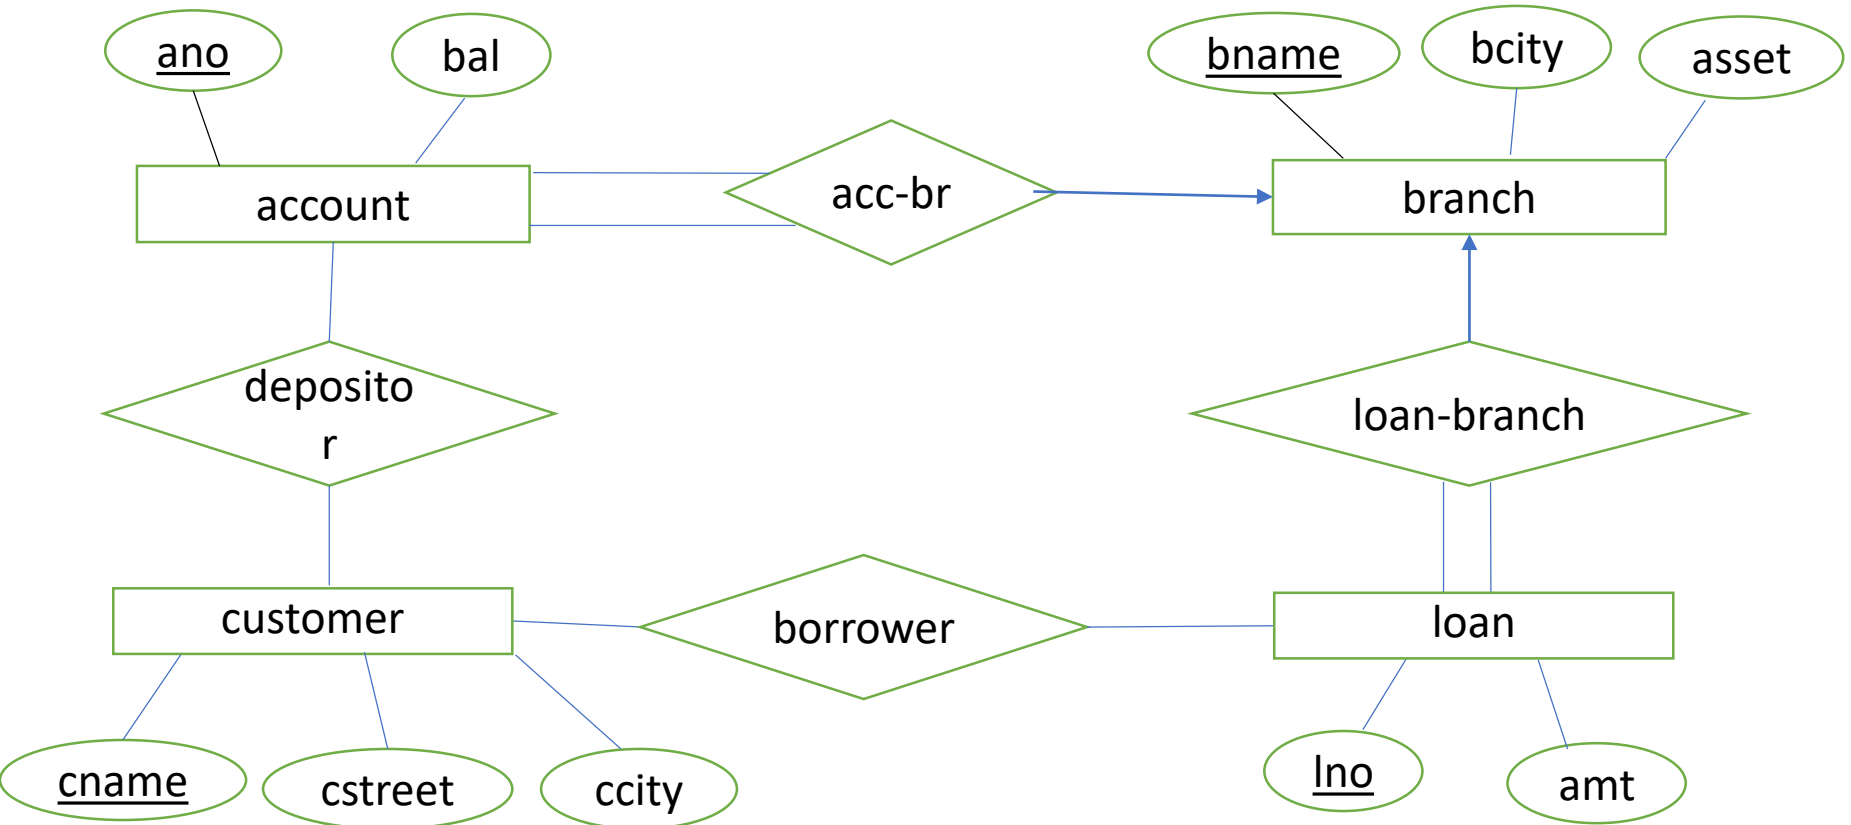 ano
bal
bname
bcity
asset
account
acc-br
branch
deposito
r
loan-branch
customer
borrower
loan
cname
cstreet
ccity
lno
amt